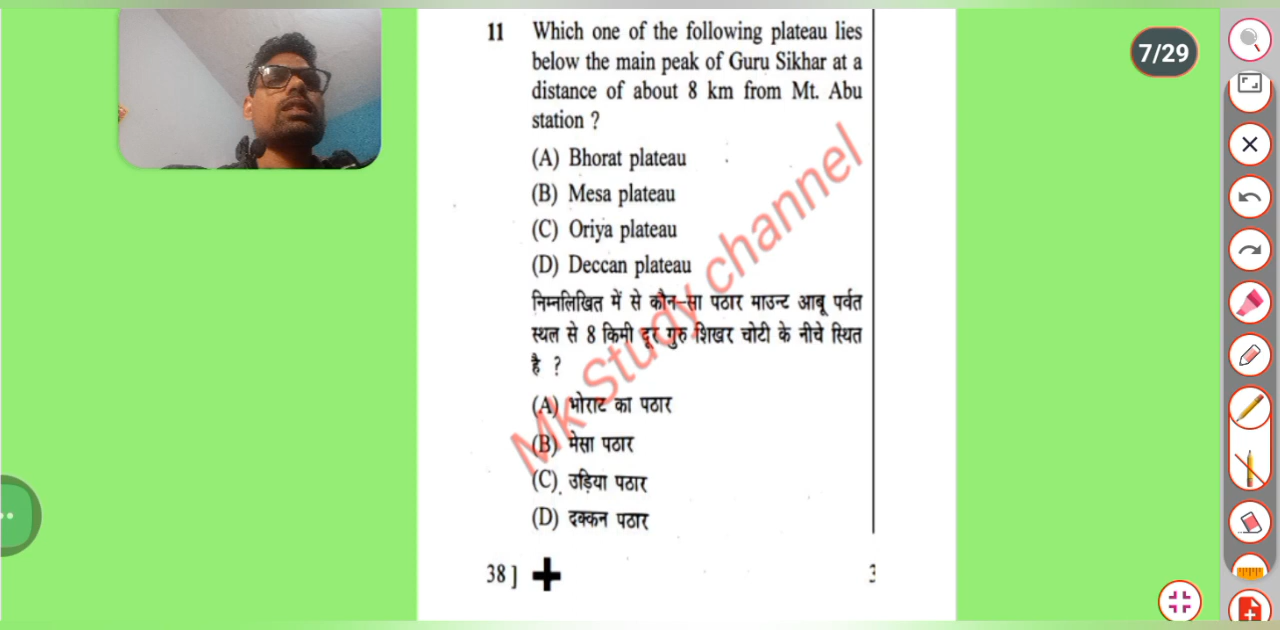 7/29
11 Which one of the following plateau lies
below the main peak of Guru Sikhar at a
distance of about 8 km from Mt. Abu
station ?
(A) Bhorat plateau
(B) Mesa plateau
(C) Oriya plateau
(D) Deccan plateau
निम्नलिखित में से कौन-सा पठार माउन्ट आबू पर्वत
स्थल से 8 किमी दूर गुरु शिखर चोटी के नीचे स्थित
है ?
(A) भोराट का पठार
(B) मेसा पठार
(C) उड़िया पठार
(D) दक्कन पठार
Mk Study channel
38 ] + 3